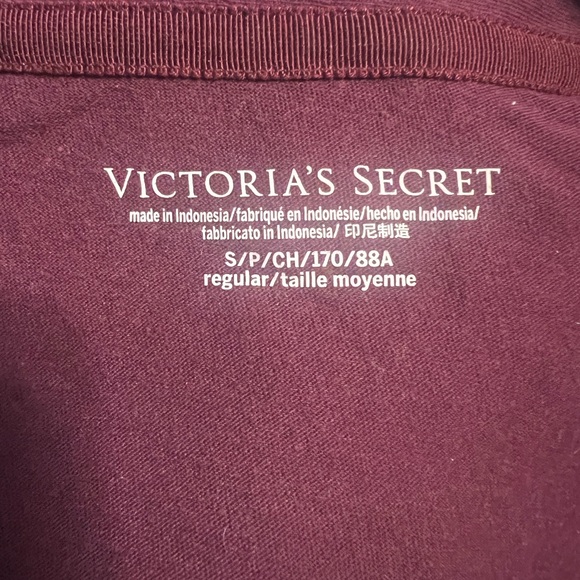 VICTORIA'S SECRET
made in Indonesia/fabriqué en Indonésie/hecho en Indonesia/
fabbricato in Indonesia/ 印尼制造
S/P/CH/170/88A
regular/taille moyenne